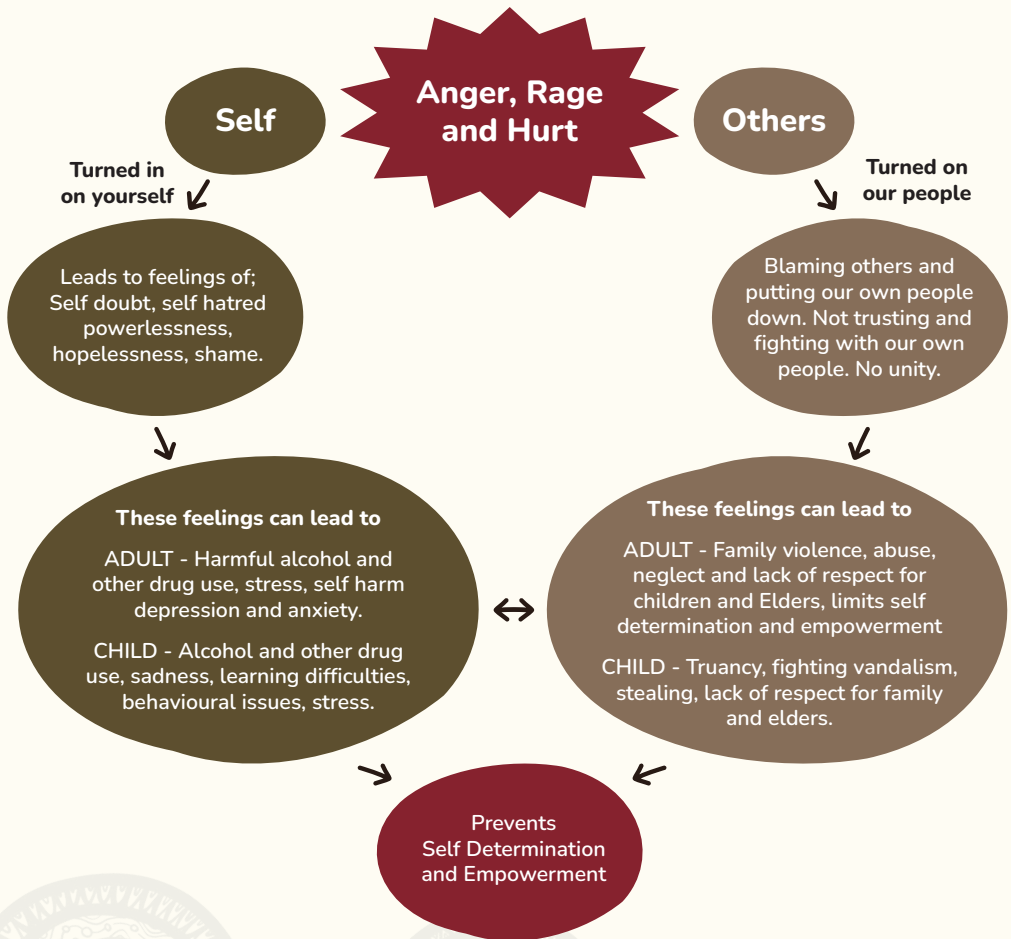 Anger, Rage
and Hurt
Self
Others
Turned in
on yourself
Turned on
our people
Leads to feelings of;
Self doubt, self hatred
powerlessness,
hopelessness, shame.
Blaming others and
putting our own people
down. Not trusting and
fighting with our own
people. No unity.
These feelings can lead to
ADULT - Harmful alcohol and
other drug use, stress, self harm
depression and anxiety.
CHILD - Alcohol and other drug
use, sadness, learning difficulties,
behavioural issues, stress.
These feelings can lead to
ADULT - Family violence, abuse,
neglect and lack of respect for
children and Elders, limits self
determination and empowerment
CHILD - Truancy, fighting vandalism,
stealing, lack of respect for family
and elders.
Prevents
Self Determination
and Empowerment